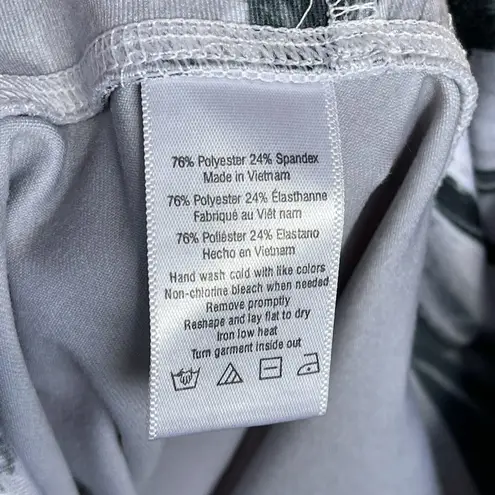 76% Polyester 24% Spandex
Made in Vietnam
76% Polyester 24% Élasthanne
Fabriqué au Viêt nam
76% Poliéster 24% Elastano
Hecho en Vietnam
Hand wash cold with like colors
Non-chlorine bleach when needed
Remove promptly
Reshape and lay flat to dry
Iron low heat
Turn garment inside out